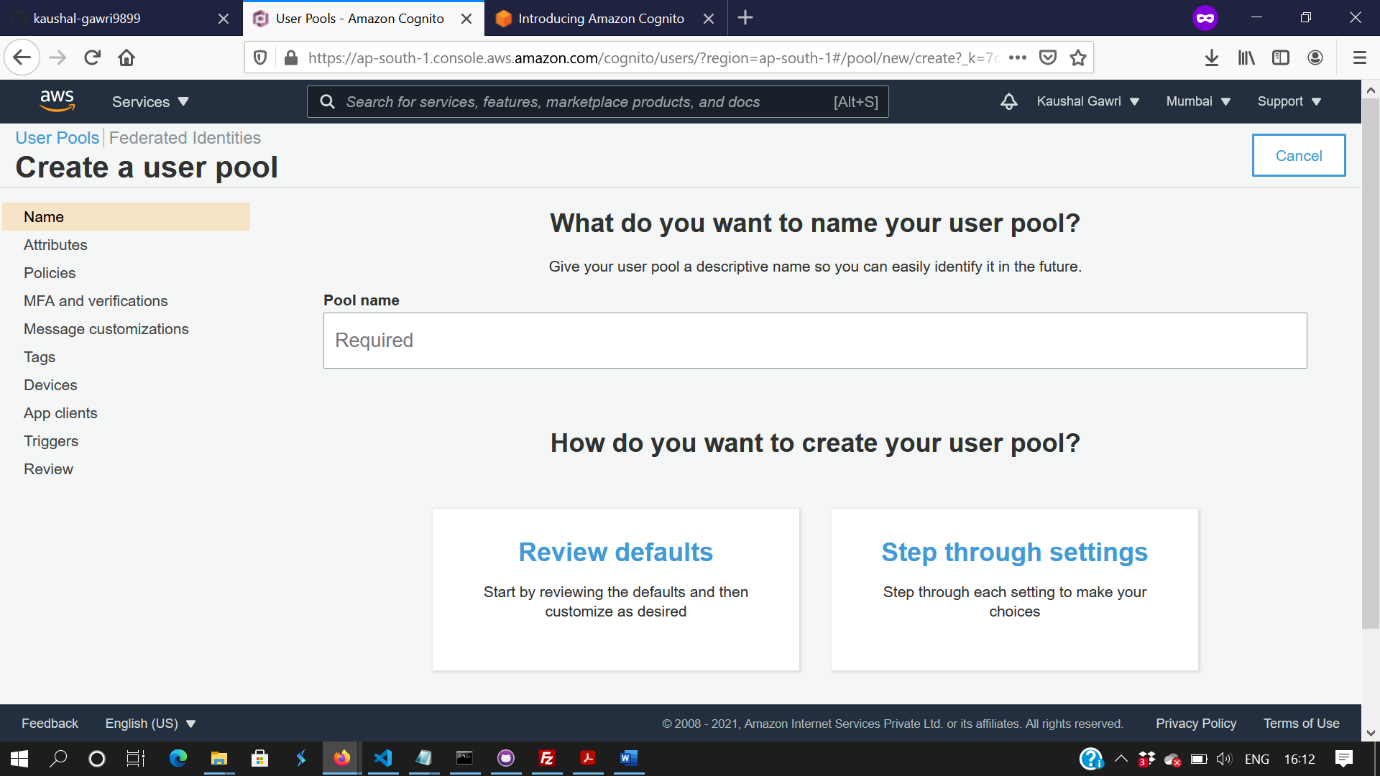 kaushal-gawri9899
User Pools - Amazon Cognito
Introducing Amazon Cognito
https://ap-south-1.console.aws.amazon.com/cognito/users/?region=ap-south-1#/pool/new/create?_k=7c
aws
Services
Search for services, features, marketplace products, and docs
[Alt+S]
Kaushal Gawri
Mumbai
Support
User Pools
Federated Identities
Create a user pool
Cancel
Name
Attributes
Policies
MFA and verifications
Message customizations
Tags
Devices
App clients
Triggers
Review
What do you want to name your user pool?
Give your user pool a descriptive name so you can easily identify it in the future.
Pool name
Required
How do you want to create your user pool?
Review defaults
Start by reviewing the defaults and then
customize as desired
Step through settings
Step through each setting to make your
choices
Feedback
English (US)
© 2008 - 2021, Amazon Internet Services Private Ltd. or its affiliates. All rights reserved.
Privacy Policy
Terms of Use
3
ENG
16:12